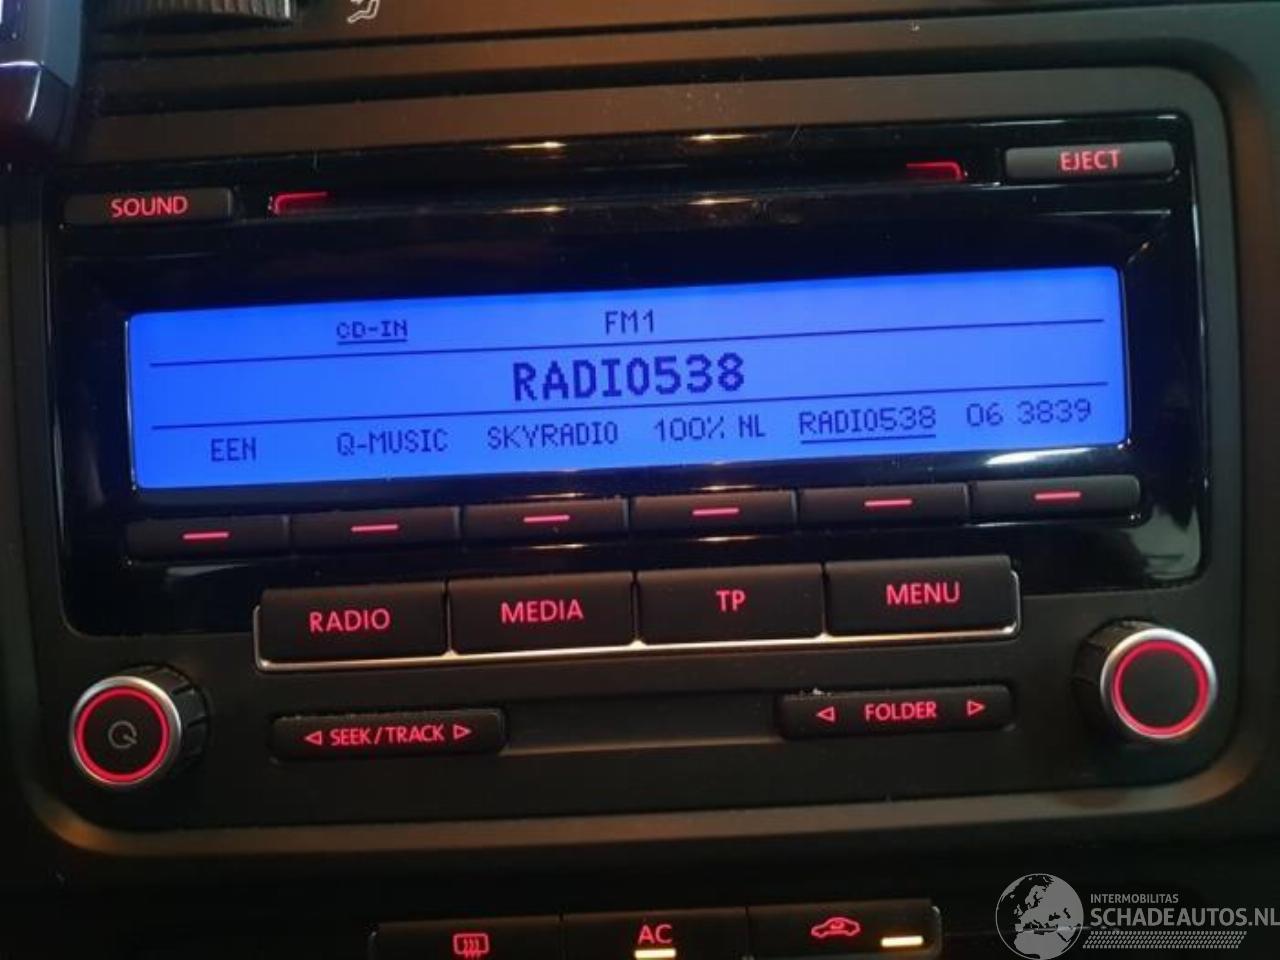 SOUND
EJECT
CD-IN FM1
RADIO538
EEN Q-MUSIC SKYRADIO 100% NL RADIO538 06 3839
RADIO MEDIA TP MENU
SEEK/TRACK FOLDER
AC
INTERMOBILITAS
SCHADEAUTOS.NL